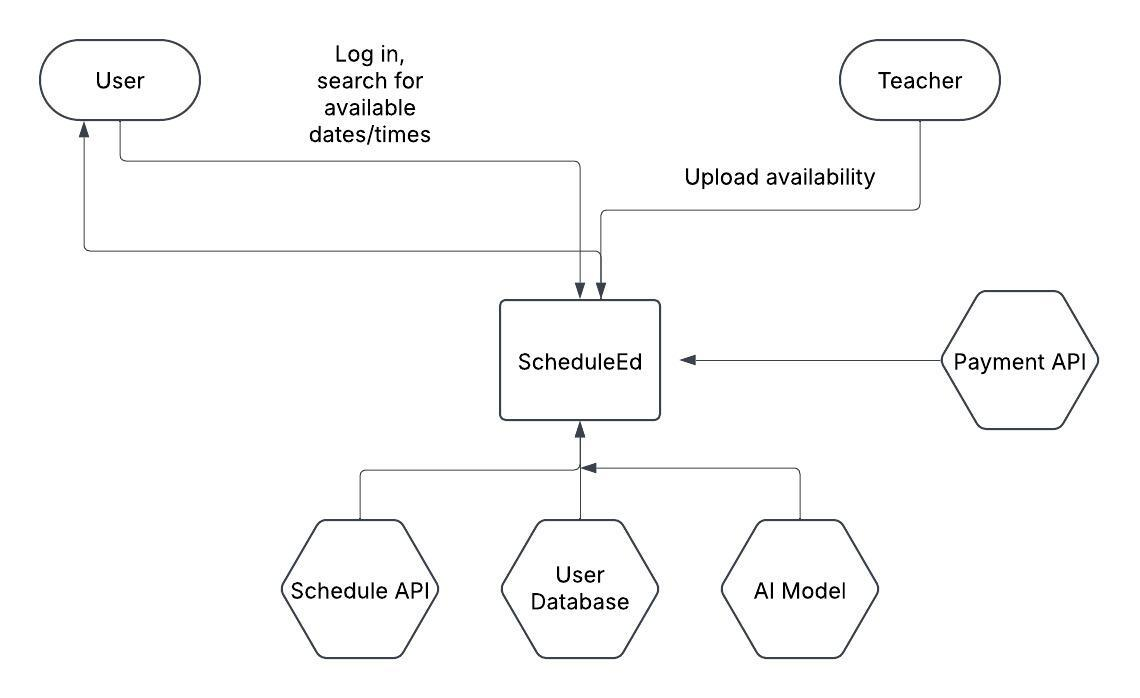 User
Log in,
search for
available
dates/times
Teacher
Upload availability
ScheduleEd
Payment API
Schedule API
User
Database
AI Model